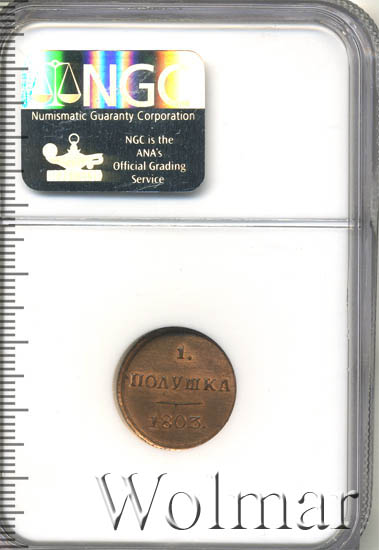 NGC
Numismatic Guaranty Corporation
NGC is the
ANA's
Official Grading
Service
1.
ПОЛУШКА
1803.
Wolmar